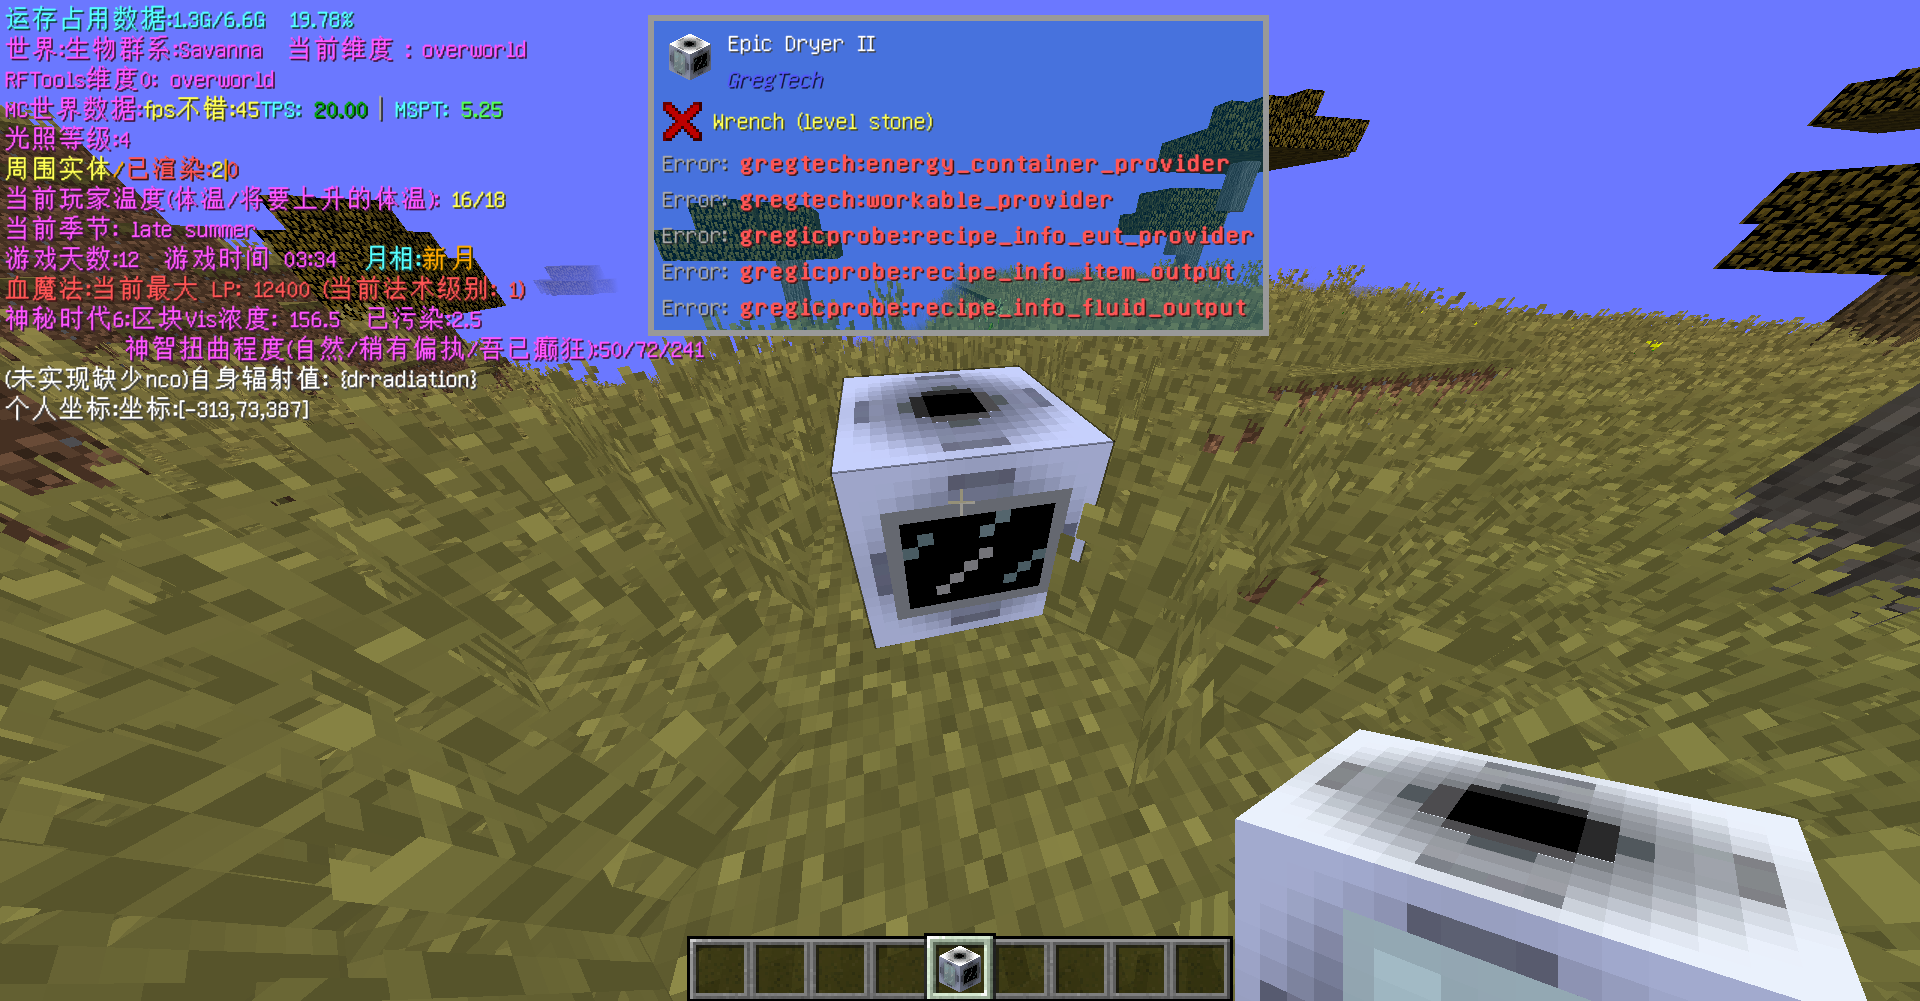 运存占用数据:1.3G/6.6G 19.78%
世界:生物群系:Savanna 当前维度 : overworld
RFTools维度0: overworld
MC世界数据:fps不错:45TPS: 20.00 | MSPT: 5.25
光照等级:4
周围实体/已渲染:2|0
当前玩家温度(体温/将要上升的体温): 16/18
当前季节: late summer
游戏天数:12 游戏时间 03:34 月相:新月
血魔法:当前最大 LP: 12400 (当前法术级别: 1)
神秘时代6:区块Vis浓度: 156.5 已污染:2.5
神智扭曲程度(自然/稍有偏执/吾已癫狂):50/72/241
(未实现缺少nco)自身辐射值: {drradiation}
个人坐标:坐标:[-313,73,387]
Epic Dryer II
GregTech
Wrench (level stone)
Error: gregtech:energy_container_provider
Error: gregtech:workable_provider
Error: gregicprobe:recipe_info_eut_provider
Error: gregicprobe:recipe_info_item_output
Error: gregicprobe:recipe_info_fluid_output